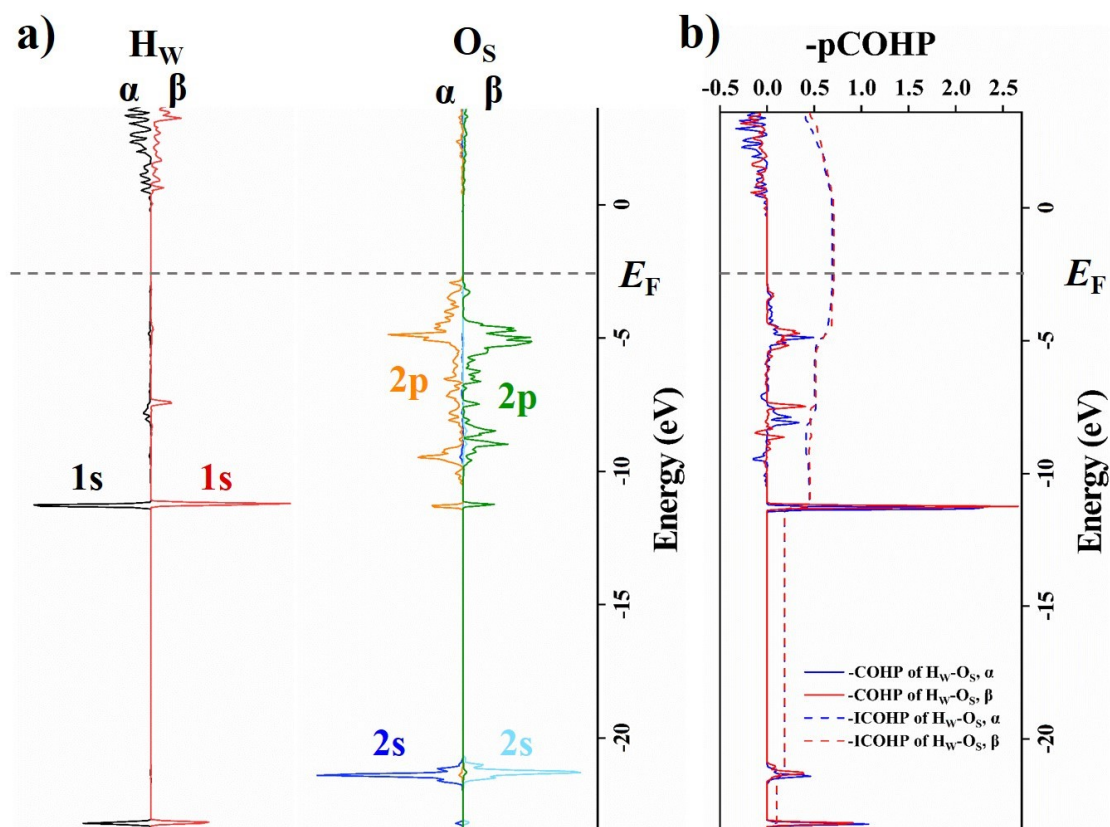 a)
H_W
α β
O_S
α β
2p
2p
1s
1s
2s
2s
0
-5
-10
-15
-20
E_F
Energy (eV)
b)
-pCOHP
-0.5 0.0 0.5 1.0 1.5 2.0 2.5
0
-5
-10
-15
-20
E_F
Energy (eV)
-COHP of H_W-O_S, α
-COHP of H_W-O_S, β
-ICOHP of H_W-O_S, α
-ICOHP of H_W-O_S, β